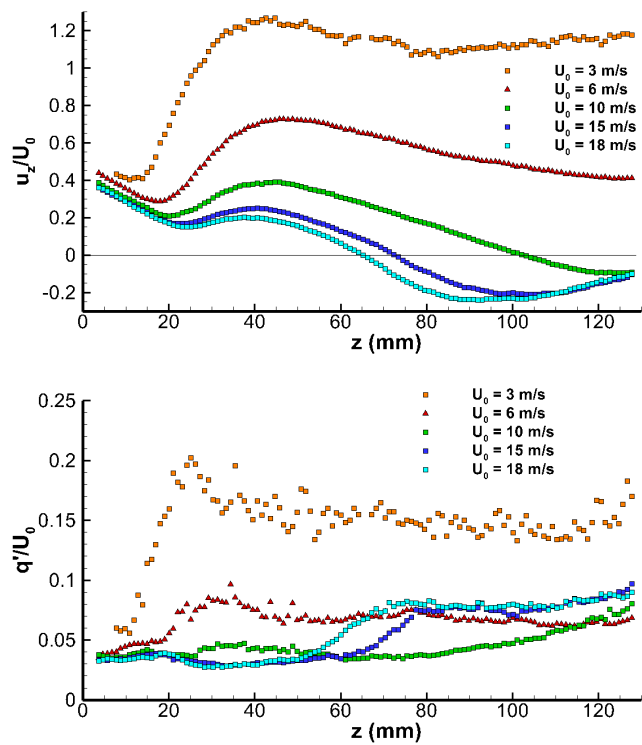 1.2
1
0.8
0.6
0.4
0.2
0
-0.2
u_z/U_0
U_0 = 3 m/s
U_0 = 6 m/s
U_0 = 10 m/s
U_0 = 15 m/s
U_0 = 18 m/s
0 20 40 60 80 100 120
z (mm)
0.25
0.2
0.15
0.1
0.05
0
q'/U_0
U_0 = 3 m/s
U_0 = 6 m/s
U_0 = 10 m/s
U_0 = 15 m/s
U_0 = 18 m/s
0 20 40 60 80 100 120
z (mm)